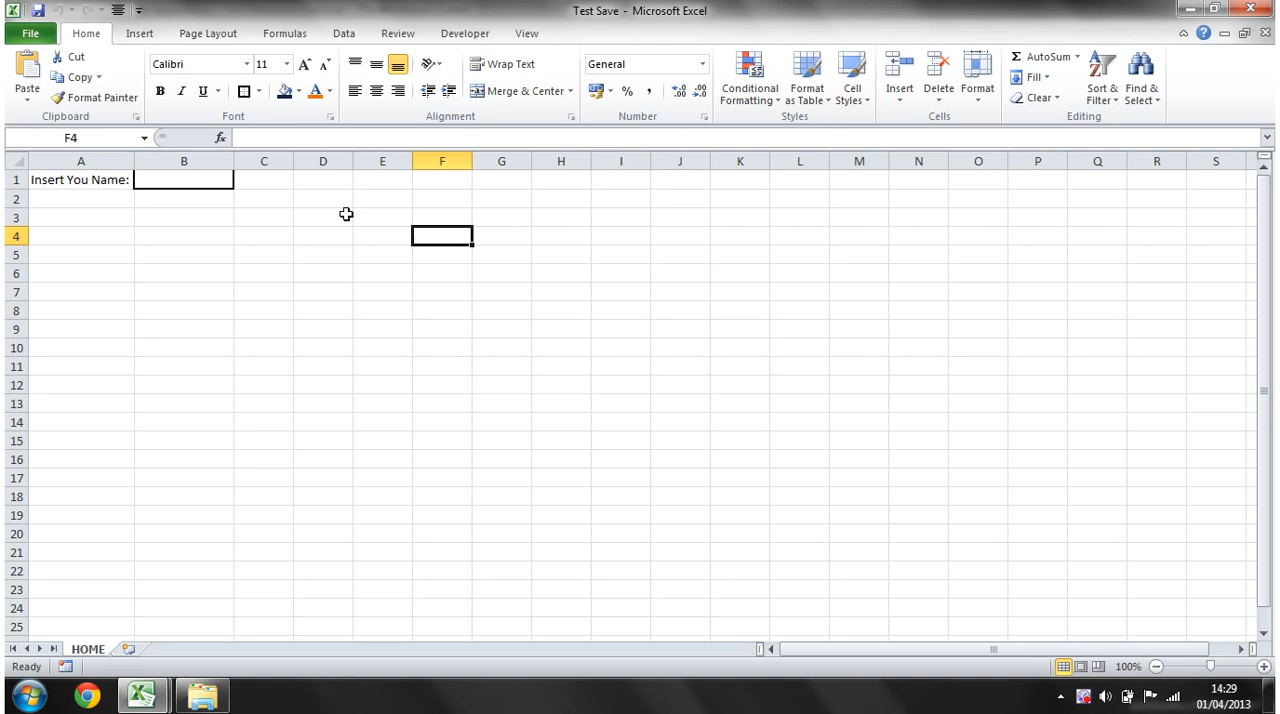 Test Save - Microsoft Excel
File Home Insert Page Layout Formulas Data Review Developer View
Cut Calibri 11 Wrap Text General AutoSum
Copy Fill
Paste Format Painter Merge & Center Conditional Formatting Format as Table Cell Styles Insert Delete Format Clear Sort & Filter Find & Select
Clipboard Font Alignment Number Styles Cells Editing
F4 fx
A B C D E F G H I J K L M N O P Q R S
1 Insert You Name:
2
3
4
5
6
7
8
9
10
11
12
13
14
15
16
17
18
19
20
21
22
23
24
25
HOME
Ready 100%
14:29
01/04/2013